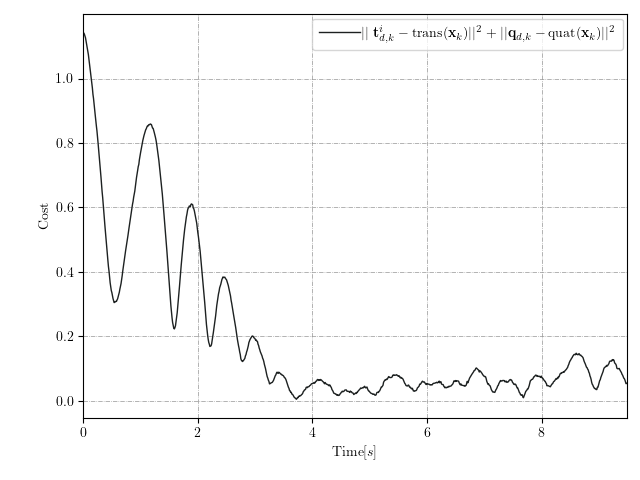 || t^i_{d,k} − trans(x_k)||^2 + ||q_{d,k} − quat(x_k)||^2
1.0
0.8
0.6
0.4
0.2
0.0
Cost
0 2 4 6 8
Time[s]